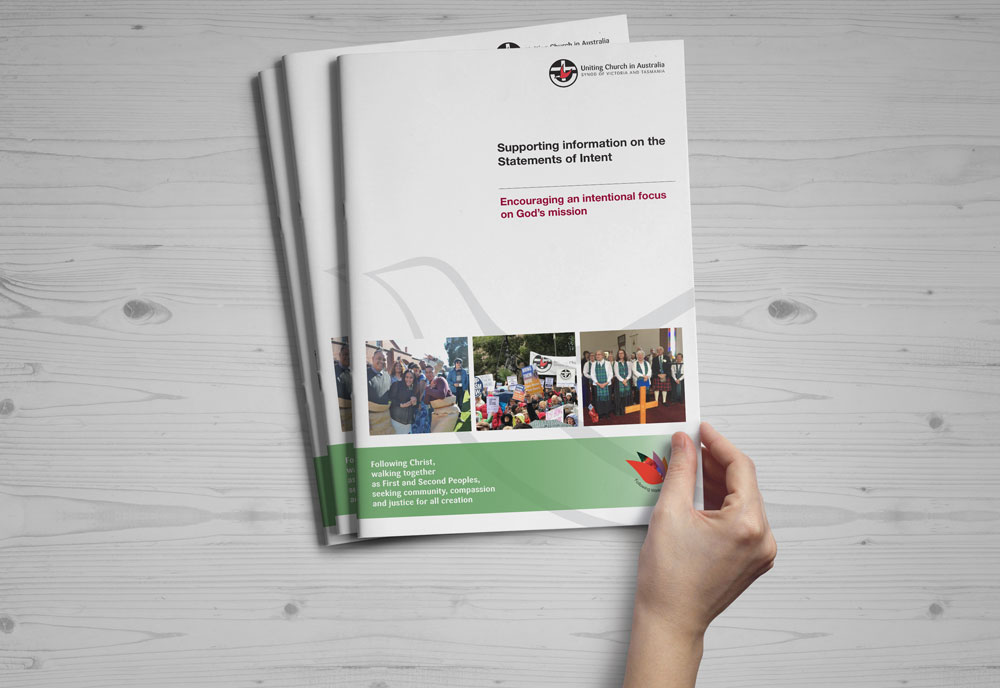 Uniting Church in Australia
SYNOD OF VICTORIA AND TASMANIA
Supporting information on the
Statements of Intent
Encouraging an intentional focus
on God's mission
Following Christ,
walking together
as First and Second Peoples,
seeking community, compassion
and justice for all creation
Following